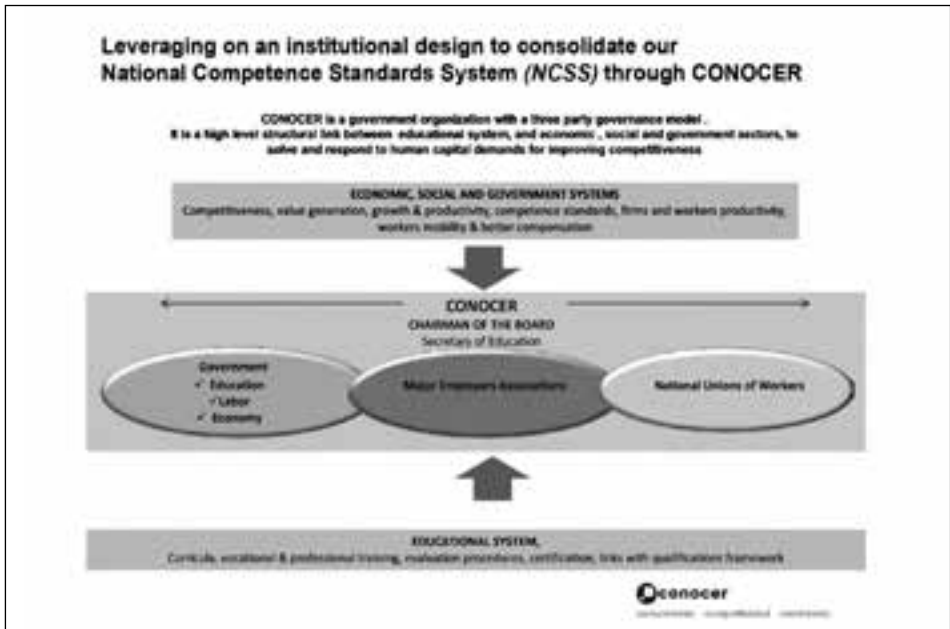 Leveraging on an institutional design to consolidate our
National Competence Standards System (NCSS) through CONOCER
CONOCER is a government organization with a three party governance model .
It is a high level structural link between educational system, and economic , social and government sectors, to
solve and respond to human capital demands for improving competitiveness
ECONOMIC, SOCIAL AND GOVERNMENT SYSTEMS
Competitiveness, value generation, growth & productivity, competence standards, firms and workers productivity,
workers mobility & better compensation
CONOCER
CHAIRMAN OF THE BOARD
Secretary of Education
Government
✓ Education
✓ Labor
✓ Economy
Major Employers Associations
National Unions of Workers
EDUCATIONAL SYSTEM,
Curricula, vocational & professional training, evaluation procedures, certification, links with qualifications framework
conocer